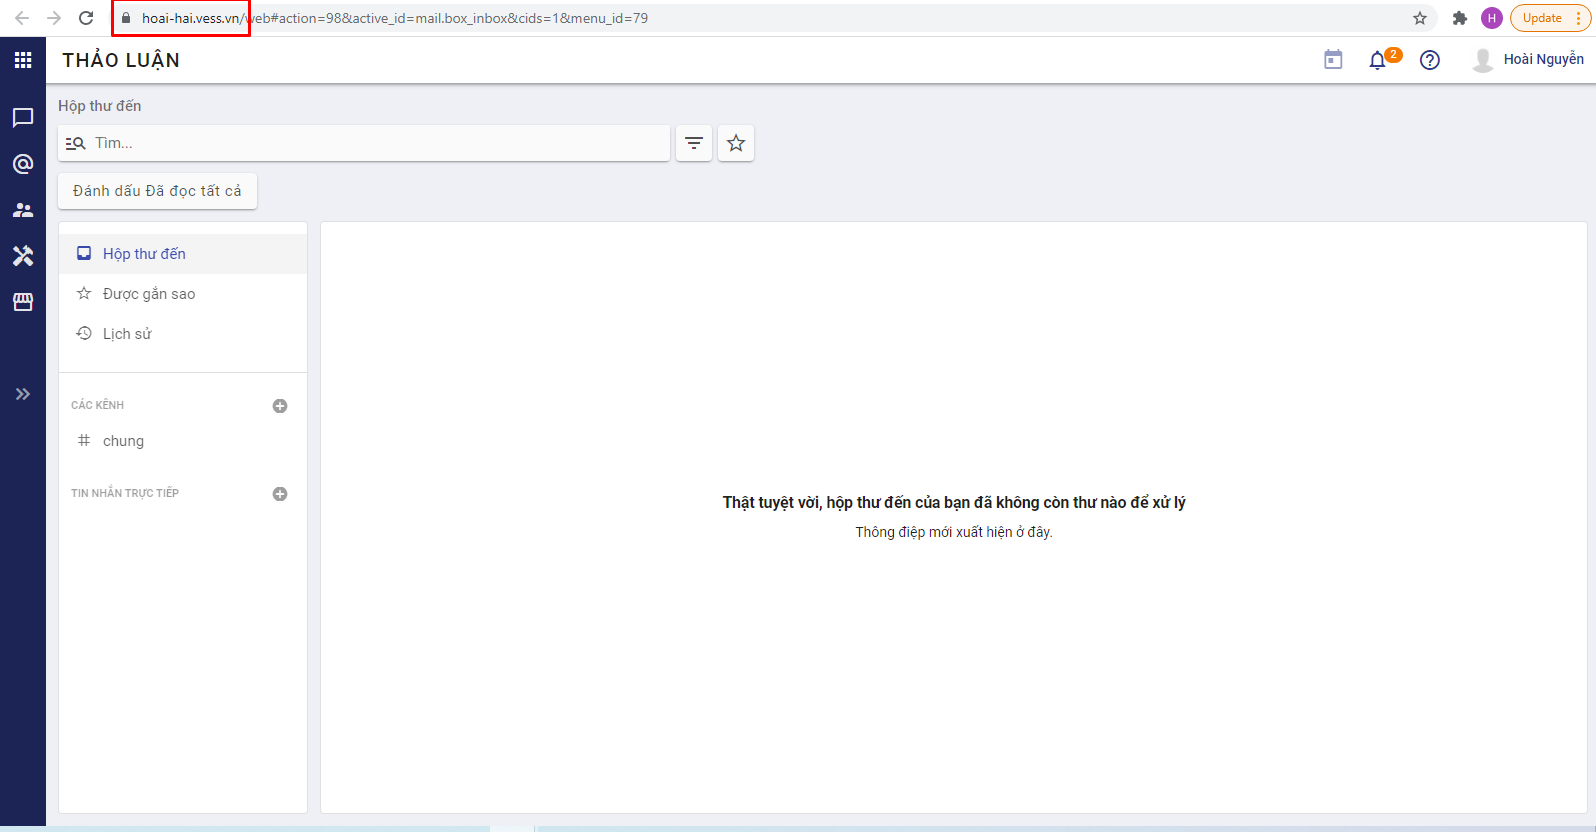 hoai-hai.vess.vn/web#action=98&active_id=mail.box_inbox&cids=1&menu_id=79
H
Update
THẢO LUẬN
2
Hoài Nguyễn
Hộp thư đến
Tìm...
Đánh dấu Đã đọc tất cả
Hộp thư đến
Được gắn sao
Lịch sử
CÁC KÊNH
# chung
TIN NHẮN TRỰC TIẾP
Thật tuyệt vời, hộp thư đến của bạn đã không còn thư nào để xử lý
Thông điệp mới xuất hiện ở đây.